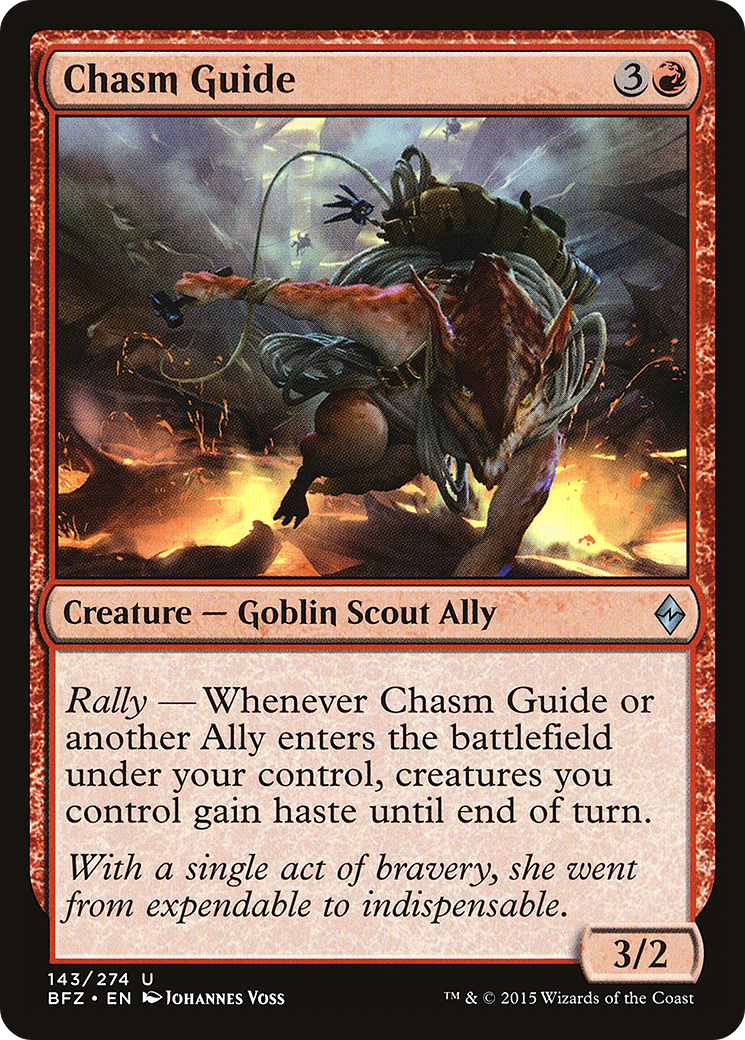 Chasm Guide 3
Creature — Goblin Scout Ally
Rally — Whenever Chasm Guide or
another Ally enters the battlefield
under your control, creatures you
control gain haste until end of turn.
With a single act of bravery, she went
from expendable to indispensable.
3/2
143/274 U
BFZ • EN Johannes Voss
™ & © 2015 Wizards of the Coast